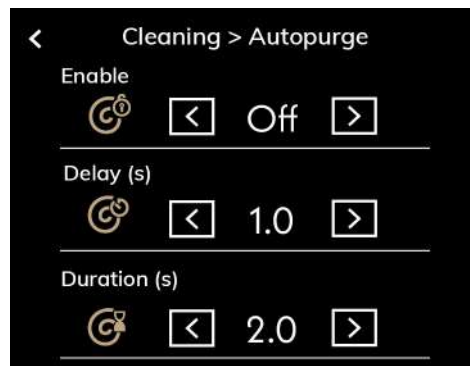 Cleaning > Autopurge
Enable
Off
Delay (s)
1.0
Duration (s)
2.0